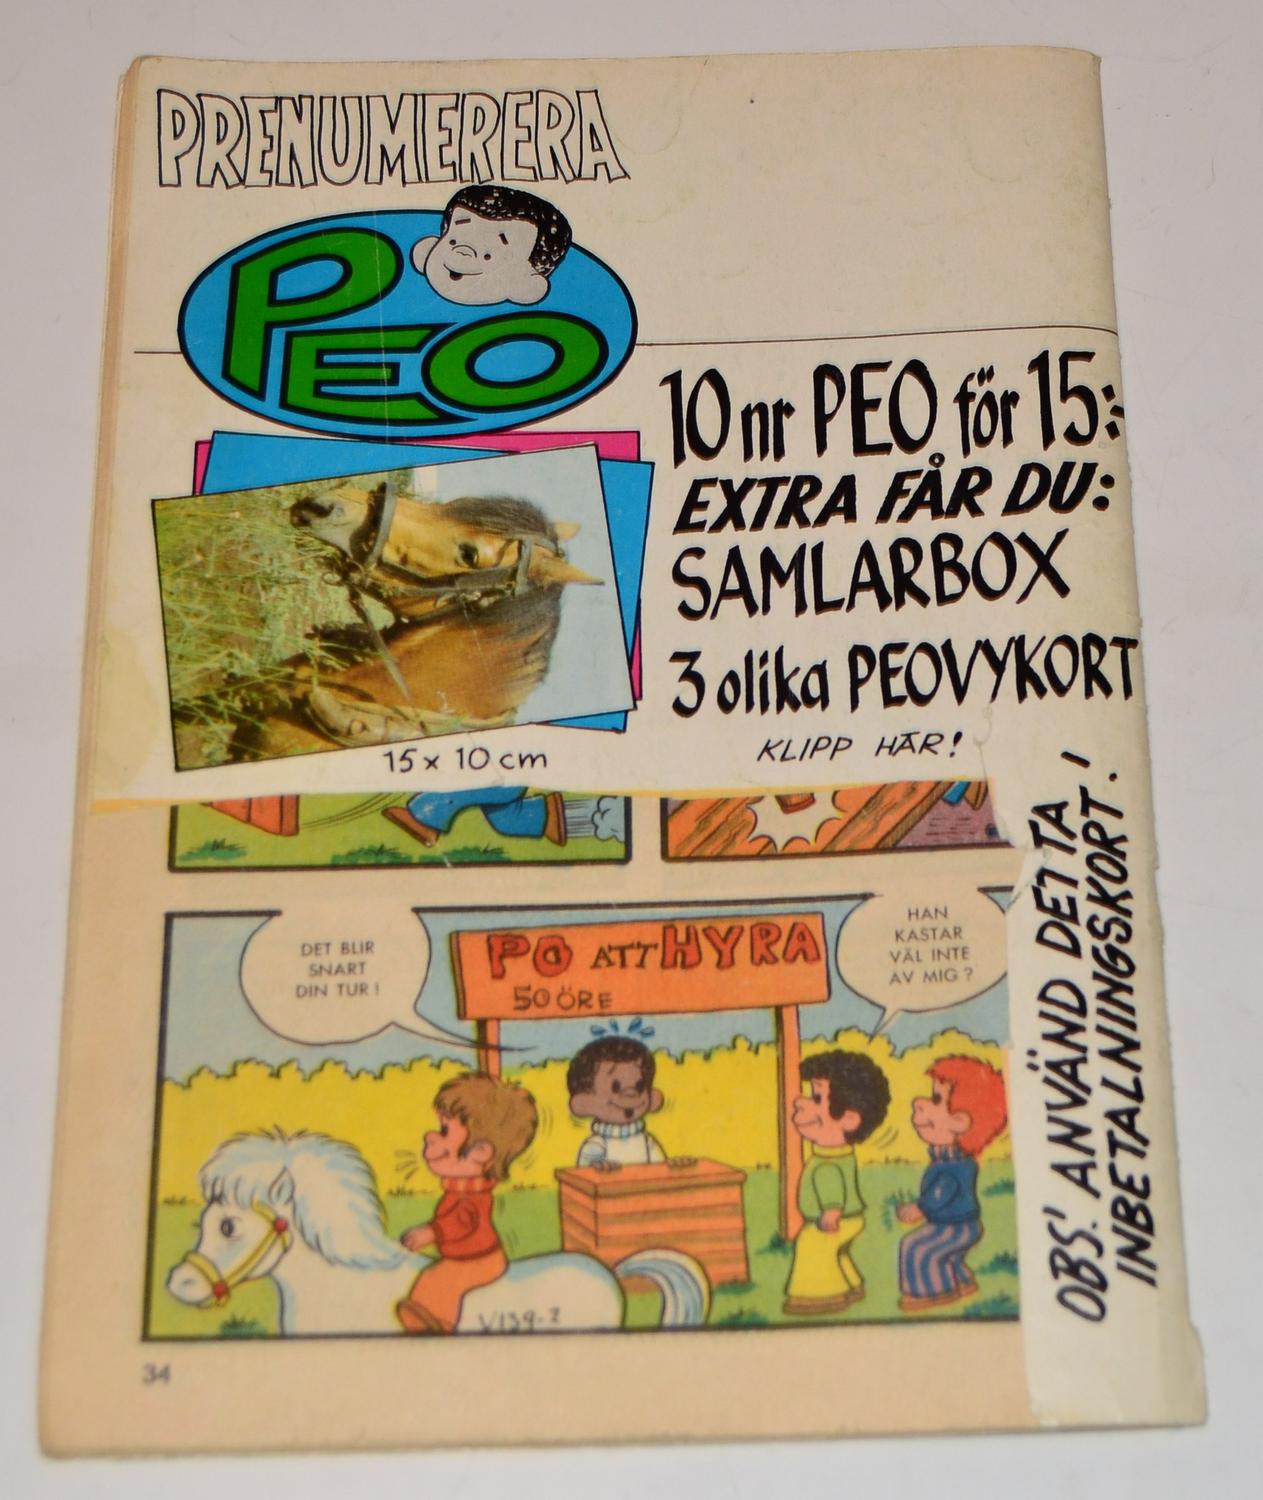 PRENUMERERA
PEO
10 nr PEO för 15:-
EXTRA FÅR DU:
SAMLARBOX
3 olika PEOVYKORT
15 x 10 cm
KLIPP HÄR!
OBS! ANVÄND DETTA
INBETALNINGSKORT!
DET BLIR
SNART
DIN TUR!
PO ATT HYRA
50 ÖRE
HAN
KASTAR
VÄL INTE
AV MIG?
V139-2
34